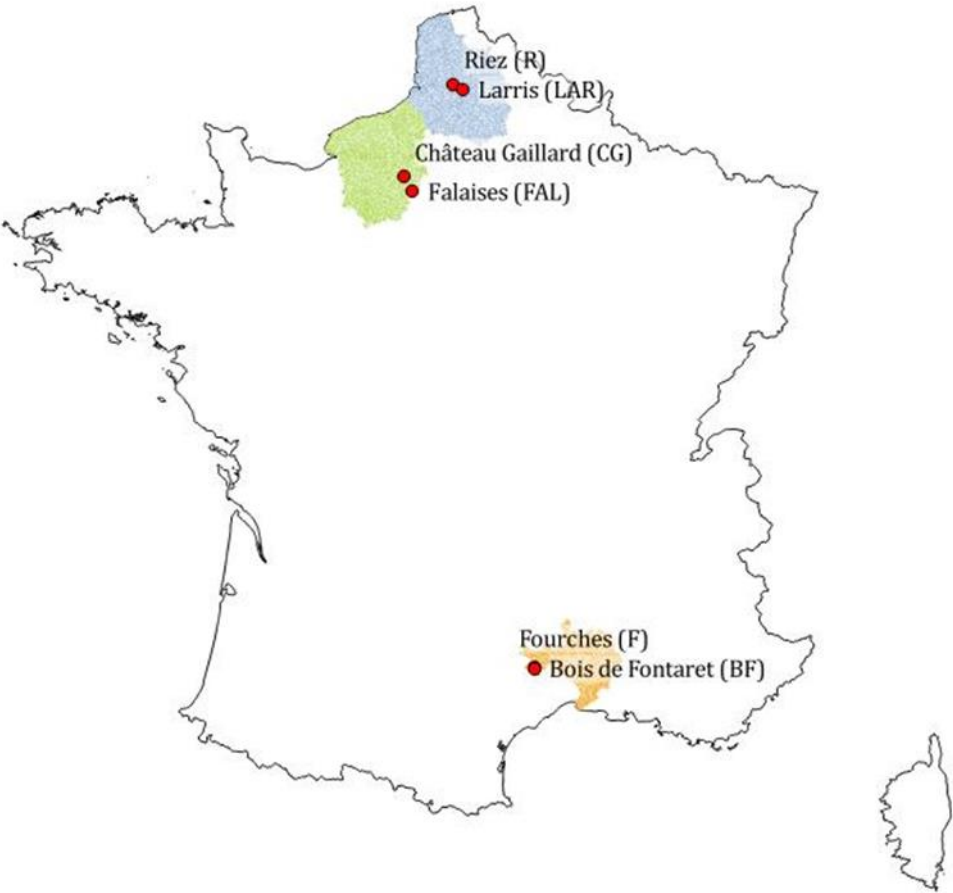 Riez (R)
Larris (LAR)
Château Gaillard (CG)
Falaises (FAL)
Fourches (F)
Bois de Fontaret (BF)